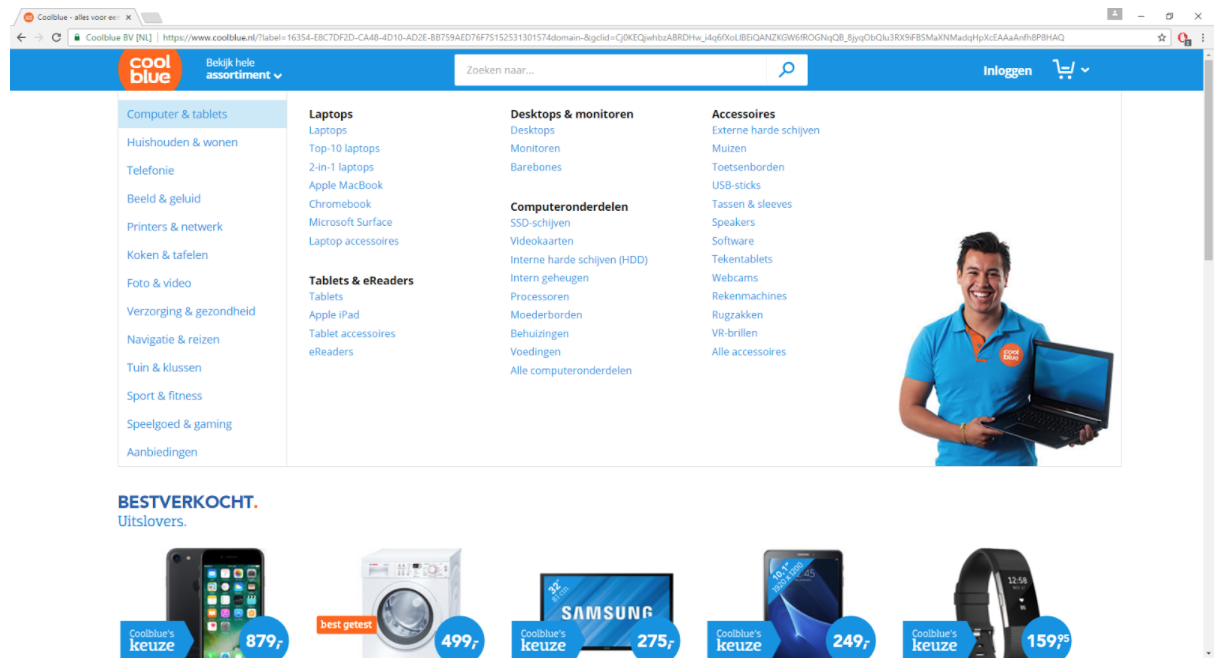 Coolblue - alles voor een
Coolblue BV [NL] | https://www.coolblue.nl/?label=16354-E8C7DF2D-CA48-4D10-AD2E-BB759AED76F7S152531301574domain-&gclid=
cool
blue
Bekijk hele
assortiment
Zoeken naar...
Inloggen
Computer & tablets
Huishouden & wonen
Telefonie
Beeld & geluid
Printers & netwerk
Koken & tafelen
Foto & video
Verzorging & gezondheid
Navigatie & reizen
Tuin & klussen
Sport & fitness
Speelgoed & gaming
Aanbiedingen
Laptops
Laptops
Top-10 laptops
2-in-1 laptops
Apple MacBook
Chromebook
Microsoft Surface
Laptop accessoires
Tablets & eReaders
Tablets
Apple iPad
Tablet accessoires
eReaders
Desktops & monitoren
Desktops
Monitoren
Barebones
Computeronderdelen
SSD-schijven
Videokaarten
Interne harde schijven (HDD)
Intern geheugen
Processoren
Moederborden
Behuizingen
Voedingen
Alle computeronderdelen
Accessoires
Externe harde schijven
Muizen
Toetsenborden
USB-sticks
Tassen & sleeves
Speakers
Software
Tekentablets
Webcams
Rekenmachines
Rugzakken
VR-brillen
Alle accessoires
cool
blue
BESTVERKOCHT.
Uitslovers.
Coolblue's
keuze
879,-
best getest
499,-
32"
81 cm
SAMSUNG
Coolblue's
keuze
275,-
10.1"
1920 x 1200
Coolblue's
keuze
249,-
12:58
Coolblue's
keuze
159,95